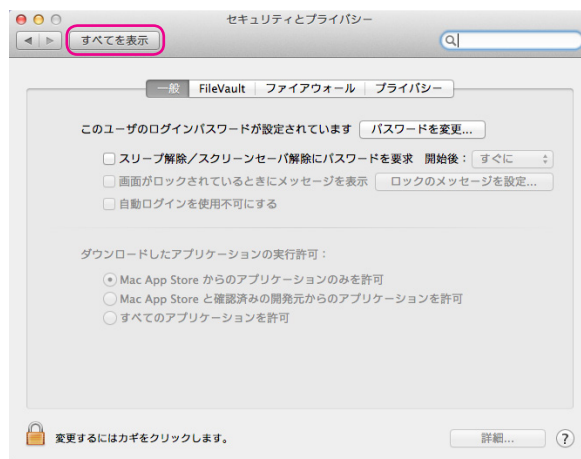 セキュリティとプライバシー
すべてを表示
一般 FileVault ファイアウォール プライバシー
このユーザのログインパスワードが設定されています パスワードを変更...
スリープ解除／スクリーンセーバ解除にパスワードを要求 開始後： すぐに
画面がロックされているときにメッセージを表示 ロックのメッセージを設定...
自動ログインを使用不可にする
ダウンロードしたアプリケーションの実行許可：
Mac App Store からのアプリケーションのみを許可
Mac App Store と確認済みの開発元からのアプリケーションを許可
すべてのアプリケーションを許可
変更するにはカギをクリックします。 詳細... ?